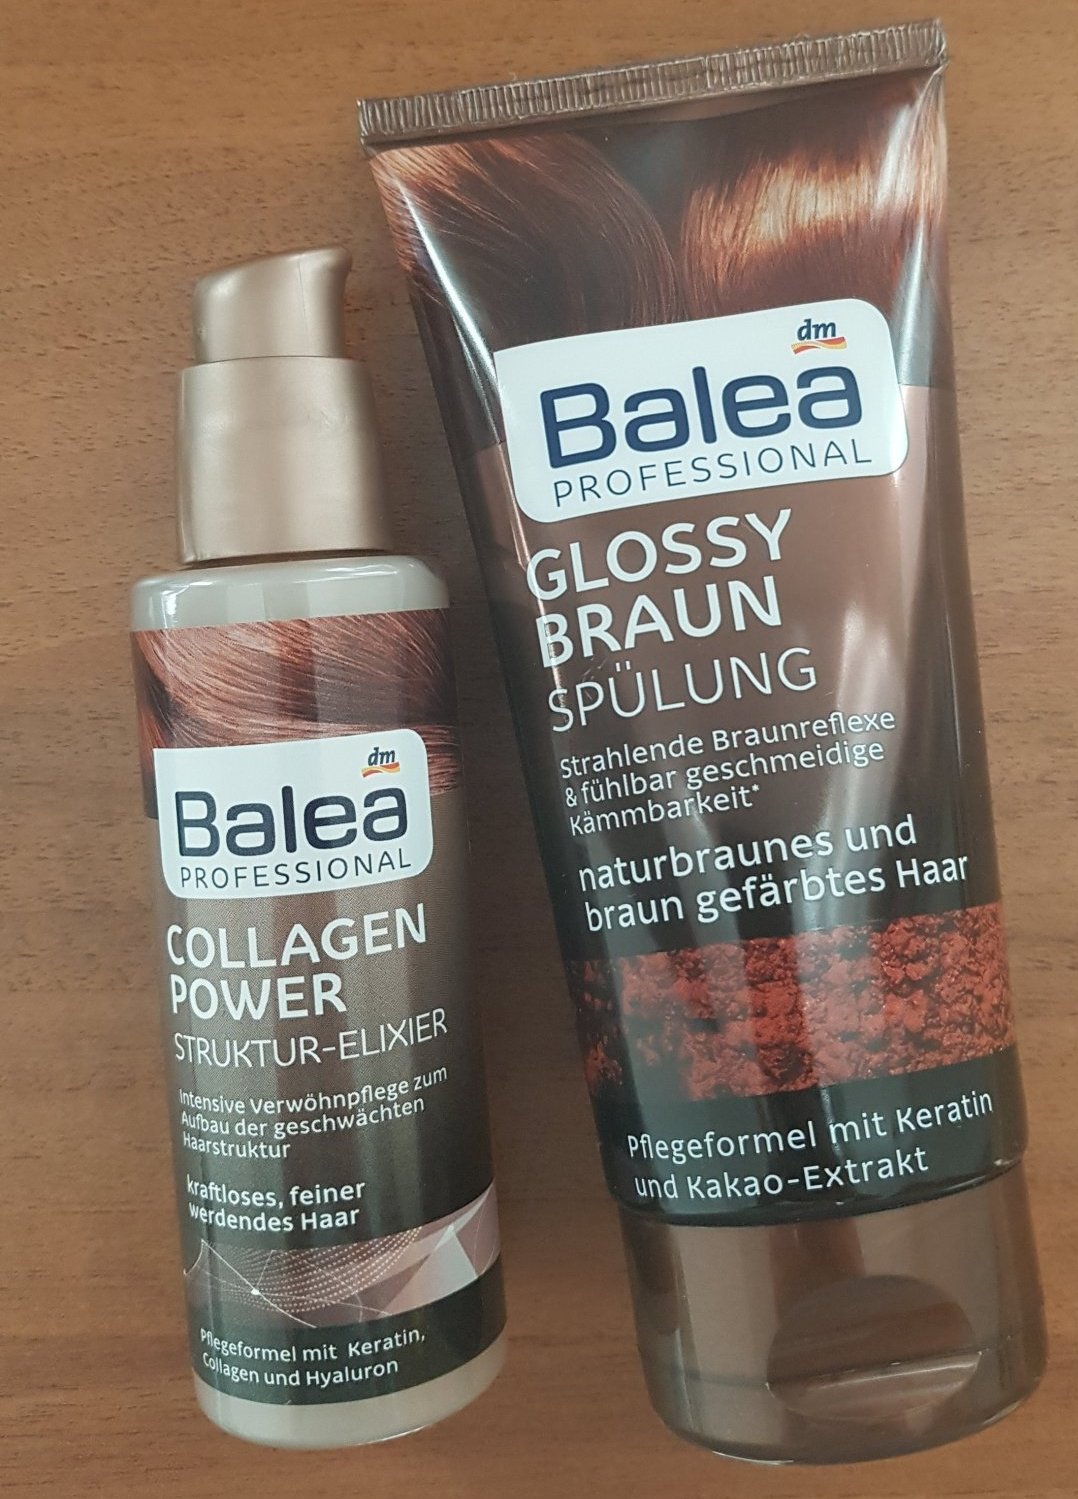 dm
Balea
PROFESSIONAL
COLLAGEN
POWER
STRUKTUR-ELIXIER
Intensive Verwöhnpflege zum
Aufbau der geschwächten
Haarstruktur
kraftloses, feiner
werdendes Haar
Pflegeformel mit Keratin,
Collagen und Hyaluron
dm
Balea
PROFESSIONAL
GLOSSY
BRAUN
SPÜLUNG
Strahlende Braunreflexe
& fühlbar geschmeidige
Kämmbarkeit*
naturbraunes und
braun gefärbtes Haar
Pflegeformel mit Keratin
und Kakao-Extrakt